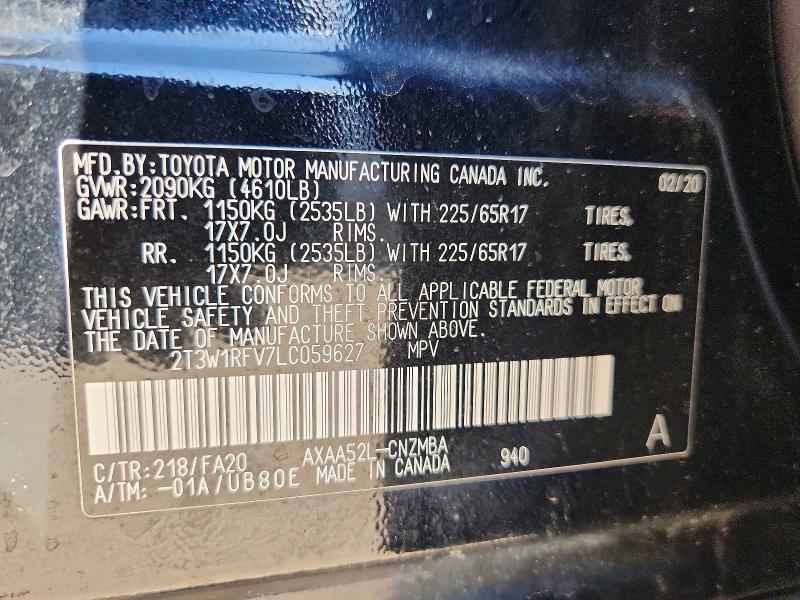 MFD.BY:TOYOTA MOTOR MANUFACTURING CANADA INC. 02/20
GVWR:2090KG (4610LB)
GAWR:FRT. 1150KG (2535LB) WITH 225/65R17 TIRES,
17X7.0J RIMS.
RR. 1150KG (2535LB) WITH 225/65R17 TIRES,
17X7.0J RIMS.
THIS VEHICLE CONFORMS TO ALL APPLICABLE FEDERAL MOTOR
VEHICLE SAFETY AND THEFT PREVENTION STANDARDS IN EFFECT ON
THE DATE OF MANUFACTURE SHOWN ABOVE.
2T3W1RFV7LC059627 MPV
A
C/TR:218/FA20 AXAA52L-CNZMBA 940
A/TM:-01A/UB80E MADE IN CANADA